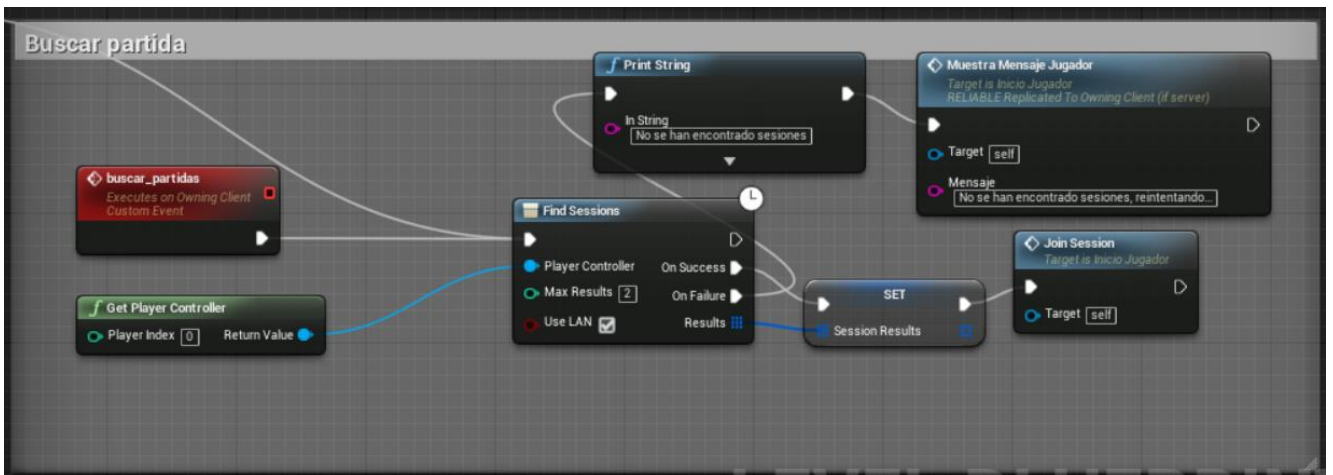 Buscar partida
Print String
In String
No se han encontrado sesiones
Muestra Mensaje Jugador
Target is Inicio Jugador
RELIABLE Replicated To Owning Client (if server)
Target self
Mensaje
No se han encontrado sesiones, reintentando...
buscar_partidas
Executes on Owning Client
Custom Event
Find Sessions
Player Controller On Success
Max Results 2 On Failure
Use LAN Results
Get Player Controller
Player Index 0 Return Value
SET
Session Results
Join Session
Target is Inicio Jugador
Target self